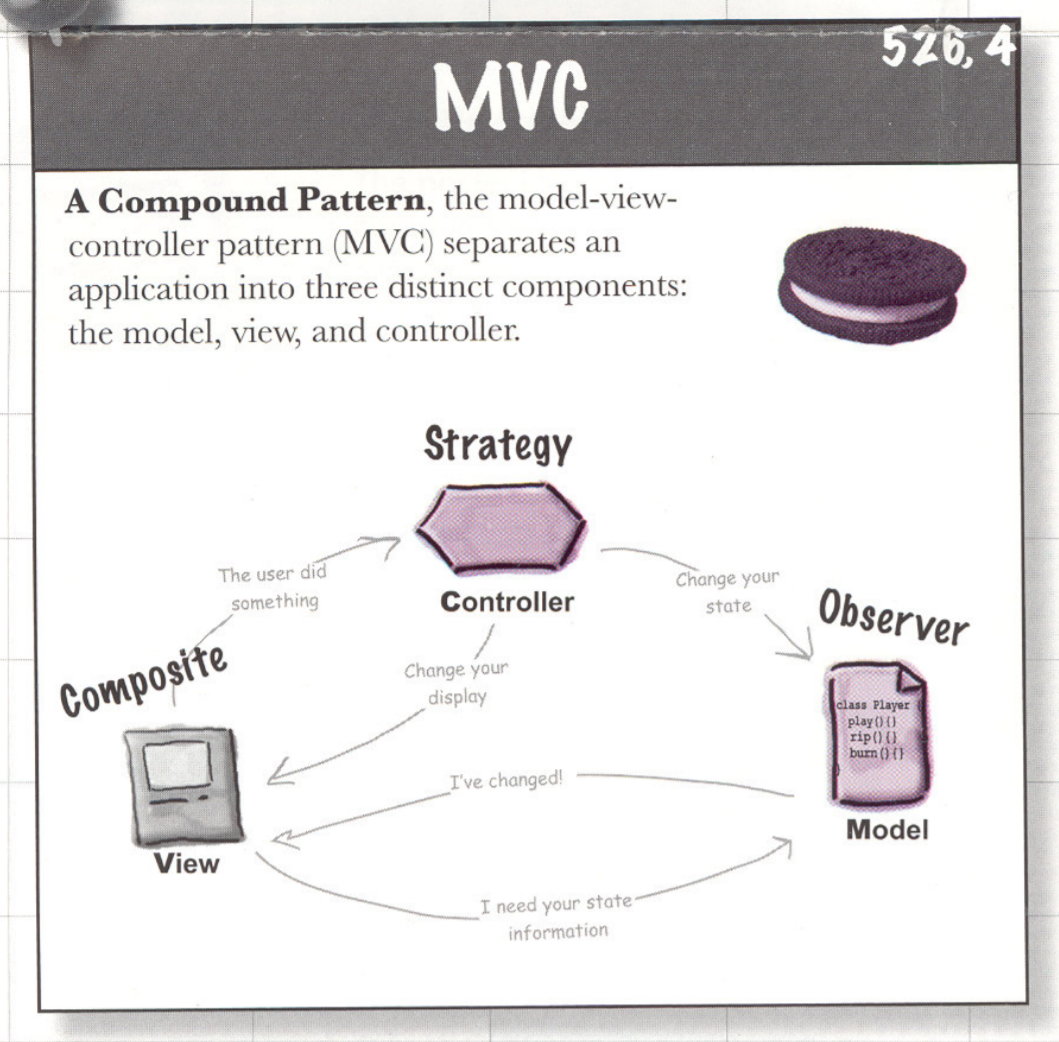 526, 4
MVC
A Compound Pattern, the model-view-
controller pattern (MVC) separates an
application into three distinct components:
the model, view, and controller.
Strategy
The user did
something
Controller
Change your
state
Observer
Composite
Change your
display
class Player {
play(){}
rip(){}
burn(){}
}
I've changed!
Model
View
I need your state
information